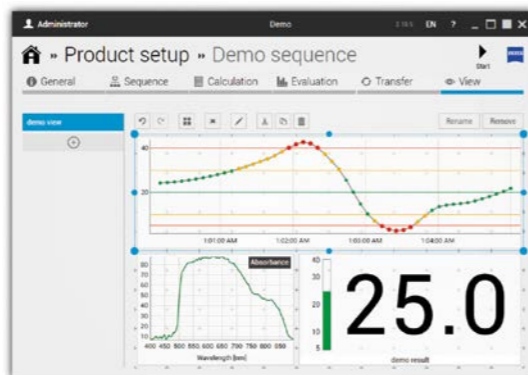 Administrator Demo EN ? 
» Product setup » Demo sequence Start
General Sequence Calculation Evaluation Transfer View
demo view Rename Remove
40
20
1:01:00 AM 1:02:00 AM 1:03:00 AM 1:04:00 AM
Absorbance
80
70
60
50
40
30
20
10
400 450 500 550 600 650 700 750 800 850
Wavelength [nm]
40
30
20
10
5
25.0
demo result